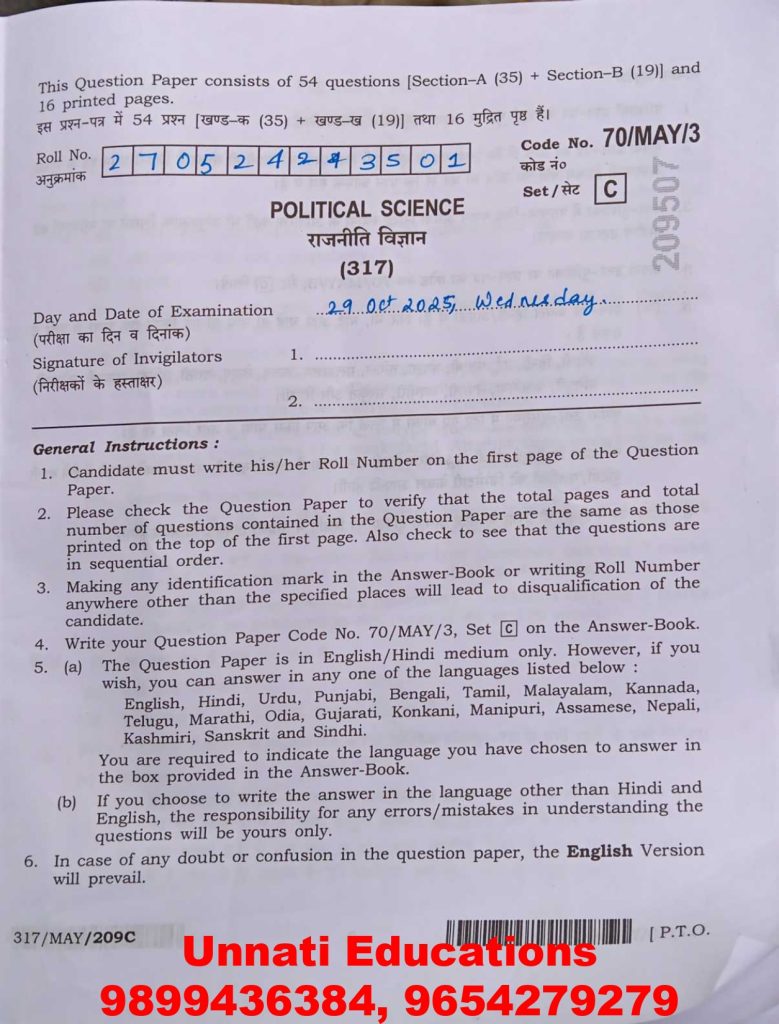 This Question Paper consists of 54 questions [Section–A (35) + Section–B (19)] and
16 printed pages.
इस प्रश्न-पत्र में 54 प्रश्न [खण्ड-क (35) + खण्ड-ख (19)] तथा 16 मुद्रित पृष्ठ हैं।
Roll No.
अनुक्रमांक
2 7 0 5 2 4 2 4 3 5 0 1
Code No. 70/MAY/3
कोड नं०
Set / सेट C
209507
POLITICAL SCIENCE
राजनीति विज्ञान
(317)
Day and Date of Examination 29 Oct 2025, Wednesday.
(परीक्षा का दिन व दिनांक)
Signature of Invigilators 1.
(निरीक्षकों के हस्ताक्षर)
2.
General Instructions :
1. Candidate must write his/her Roll Number on the first page of the Question
Paper.
2. Please check the Question Paper to verify that the total pages and total
number of questions contained in the Question Paper are the same as those
printed on the top of the first page. Also check to see that the questions are
in sequential order.
3. Making any identification mark in the Answer-Book or writing Roll Number
anywhere other than the specified places will lead to disqualification of the
candidate.
4. Write your Question Paper Code No. 70/MAY/3, Set C on the Answer-Book.
5. (a) The Question Paper is in English/Hindi medium only. However, if you
wish, you can answer in any one of the languages listed below :
English, Hindi, Urdu, Punjabi, Bengali, Tamil, Malayalam, Kannada,
Telugu, Marathi, Odia, Gujarati, Konkani, Manipuri, Assamese, Nepali,
Kashmiri, Sanskrit and Sindhi.
You are required to indicate the language you have chosen to answer in
the box provided in the Answer-Book.
(b) If you choose to write the answer in the language other than Hindi and
English, the responsibility for any errors/mistakes in understanding the
questions will be yours only.
6. In case of any doubt or confusion in the question paper, the English Version
will prevail.
317/MAY/209C
[ P.T.O.
Unnati Educations
9899436384, 9654279279